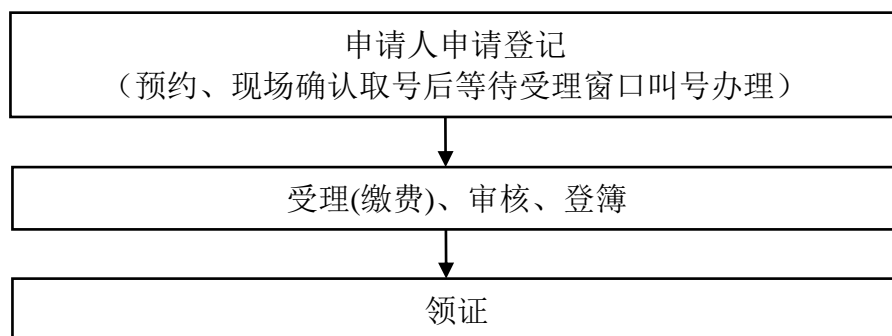 申请人申请登记
（预约、现场确认取号后等待受理窗口叫号办理）
受理(缴费)、审核、登簿
领证